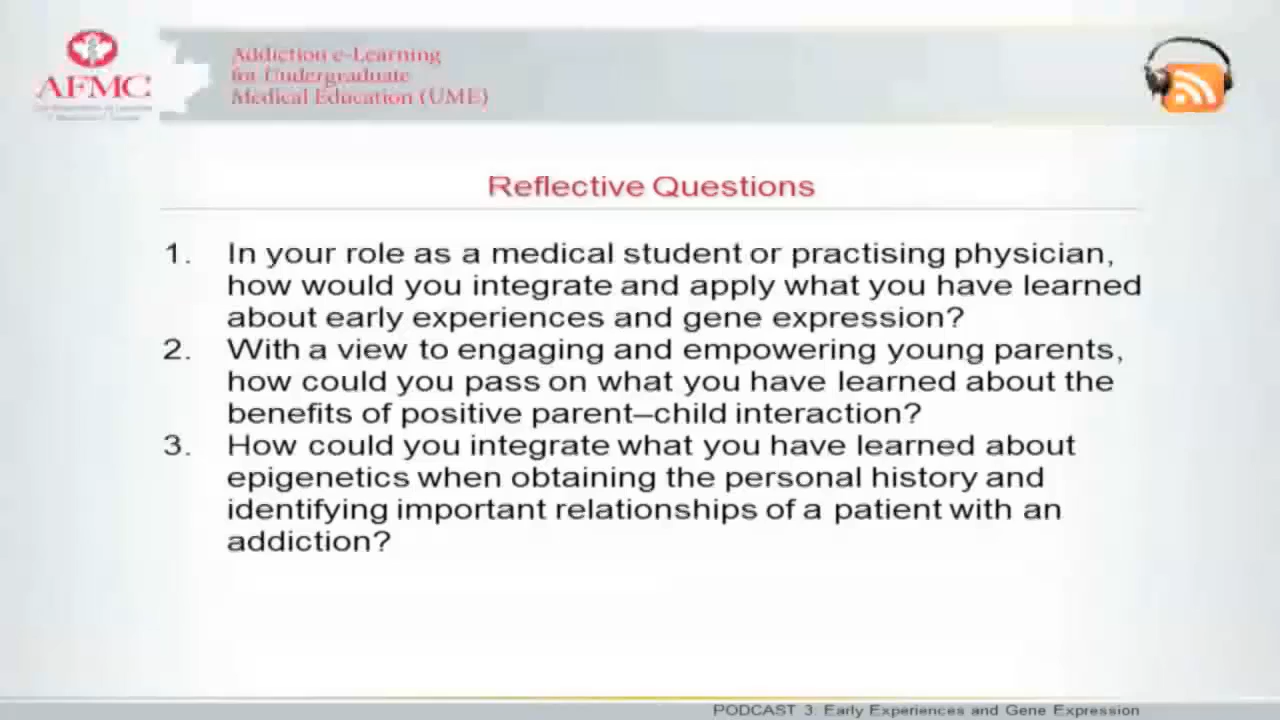 AFMC
Addiction e-Learning
for Undergraduate
Medical Education (UME)
Reflective Questions
1. In your role as a medical student or practising physician,
how would you integrate and apply what you have learned
about early experiences and gene expression?
2. With a view to engaging and empowering young parents,
how could you pass on what you have learned about the
benefits of positive parent–child interaction?
3. How could you integrate what you have learned about
epigenetics when obtaining the personal history and
identifying important relationships of a patient with an
addiction?
PODCAST 3. Early Experiences and Gene Expression